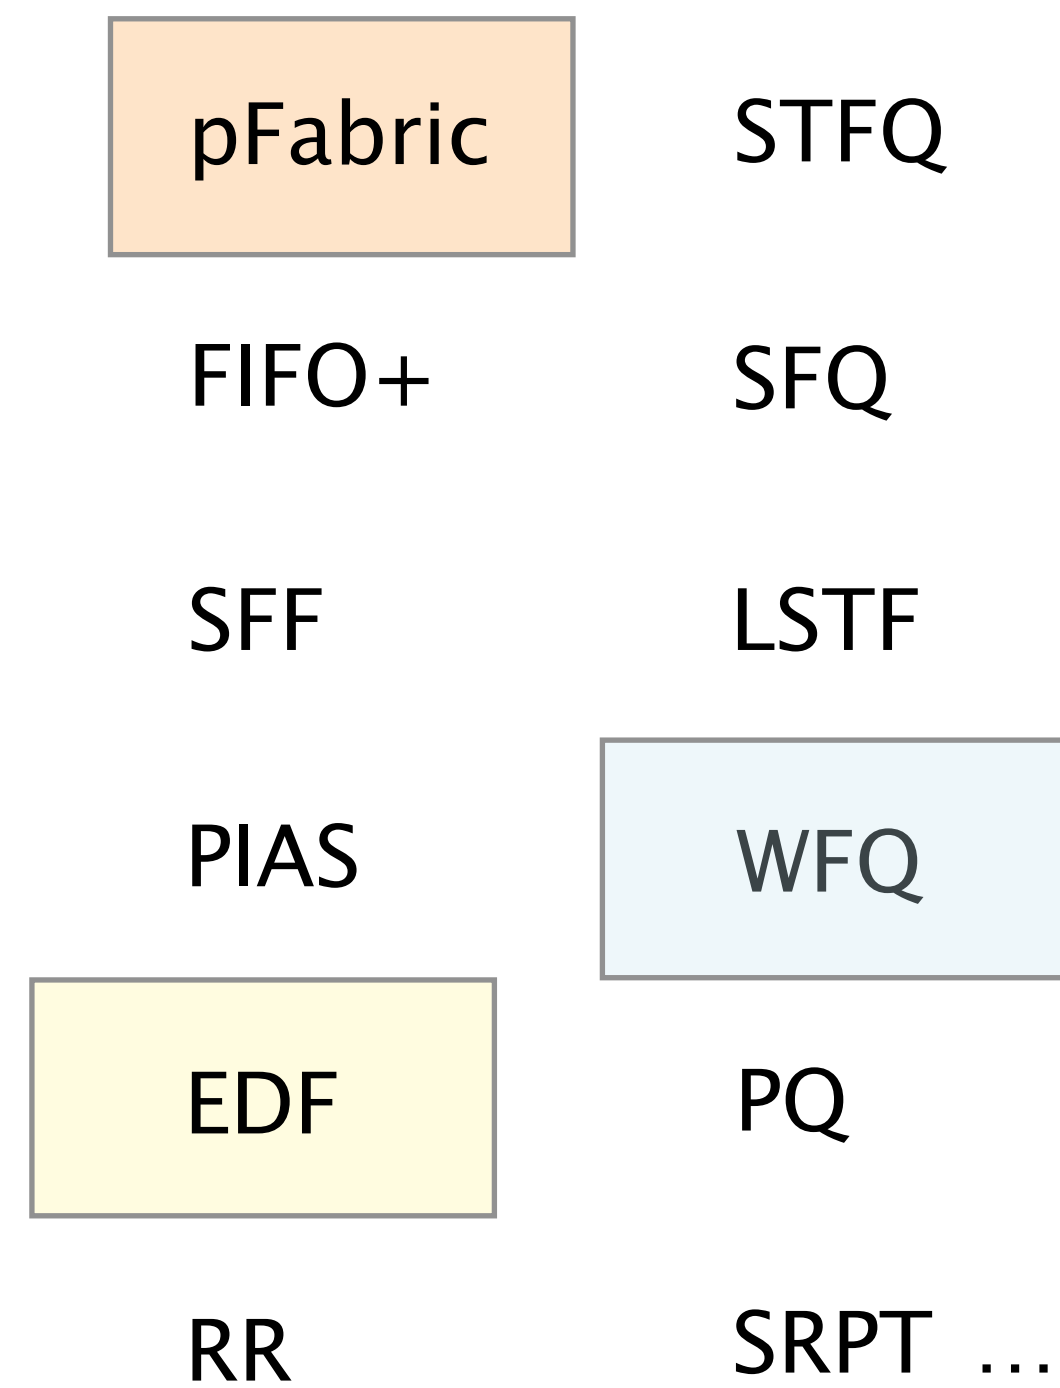 pFabric STFQ
FIFO+ SFQ
SFF LSTF
PIAS WFQ
EDF PQ
RR SRPT ...